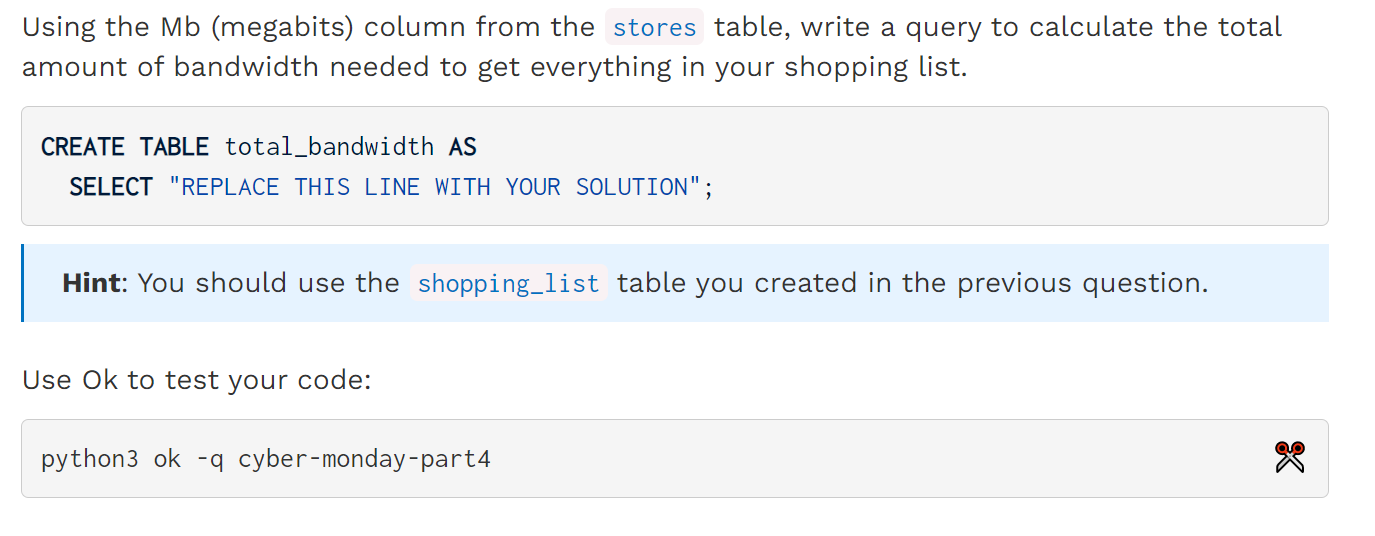 Using the Mb (megabits) column from the stores table, write a query to calculate the total
amount of bandwidth needed to get everything in your shopping list.
CREATE TABLE total_bandwidth AS
SELECT "REPLACE THIS LINE WITH YOUR SOLUTION";
Hint: You should use the shopping_list table you created in the previous question.
Use Ok to test your code:
python3 ok -q cyber-monday-part4